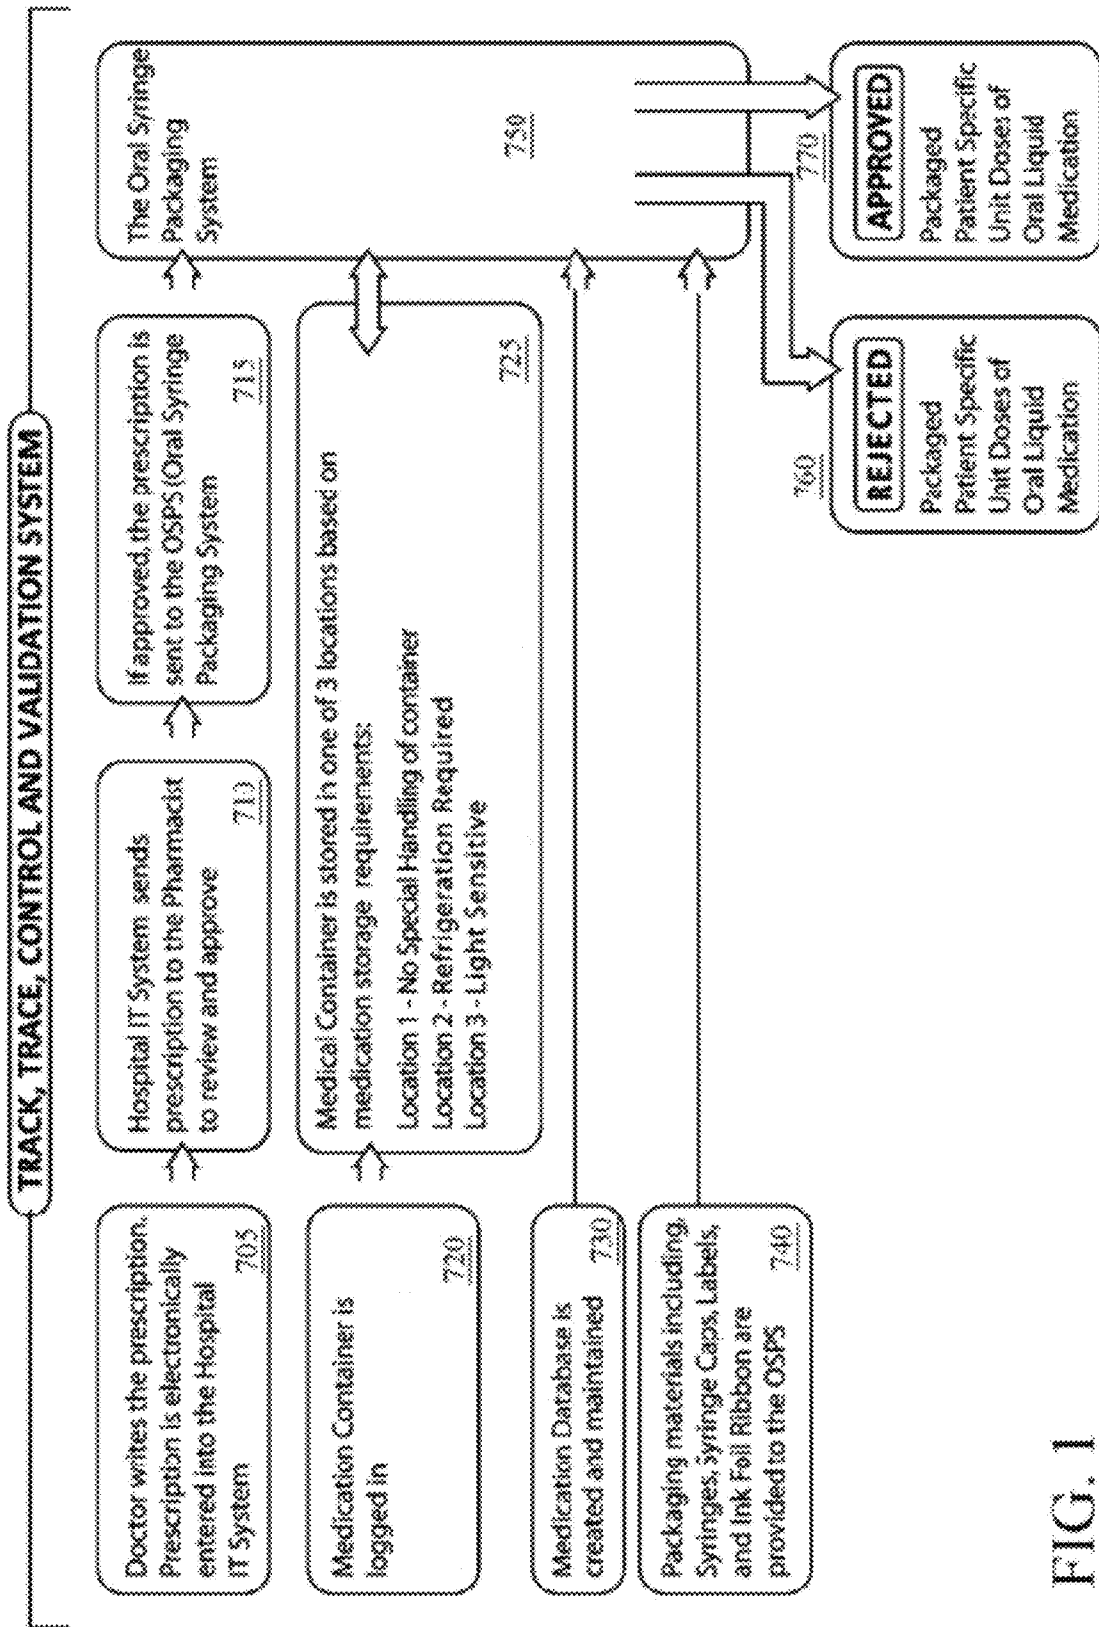 TRACK, TRACE, CONTROL AND VALIDATION SYSTEM
Doctor writes the prescription.
Prescription is electronically
entered into the Hospital
IT System
705
Hospital IT System sends
prescription to the Pharmacist
to review and approve
710
If approved, the prescription is
sent to the OSPS (Oral Syringe
Packaging System
715
The Oral Syringe
Packaging
System
750
Medication Container is
logged in
720
Medical Container is stored in one of 3 locations based on
medication storage requirements:
Location 1 - No Special Handling of container
Location 2 - Refrigeration Required
Location 3 - Light Sensitive
725
Medication Database is
created and maintained
730
Packaging materials including,
Syringes, Syringe Caps, Labels,
and Ink Foil Ribbon are
provided to the OSPS
740
760
REJECTED
Packaged
Patient Specific
Unit Doses of
Oral Liquid
Medication
770
APPROVED
Packaged
Patient Specific
Unit Doses of
Oral Liquid
Medication
FIG. 1